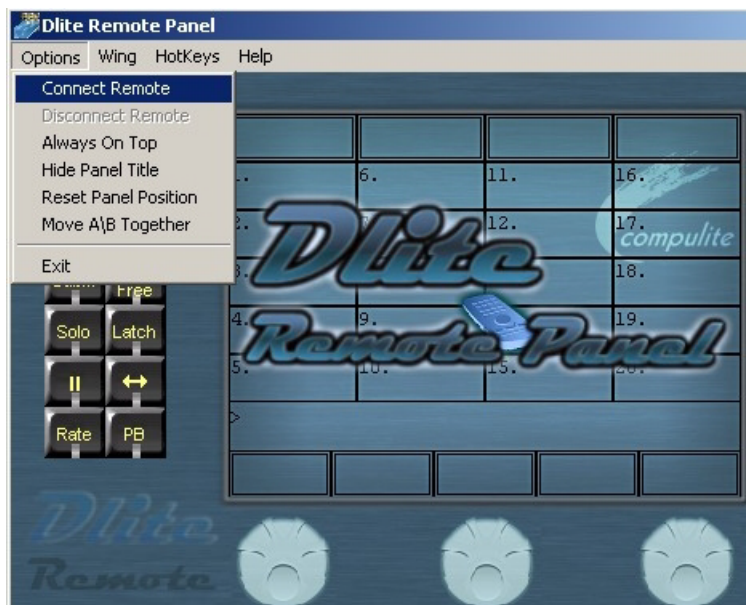 Dlite Remote Panel
Options Wing HotKeys Help
Connect Remote
Disconnect Remote
Always On Top
Hide Panel Title
Reset Panel Position
Move A\B Together
Exit
6. 11. 16.
2. 12. 17.
compulite
3. 18.
4. 9. 19.
5. 10. 15. 20.
Dlite
Remote Panel
>
Free
Solo Latch
II ↔
Rate PB
Dlite
Remote